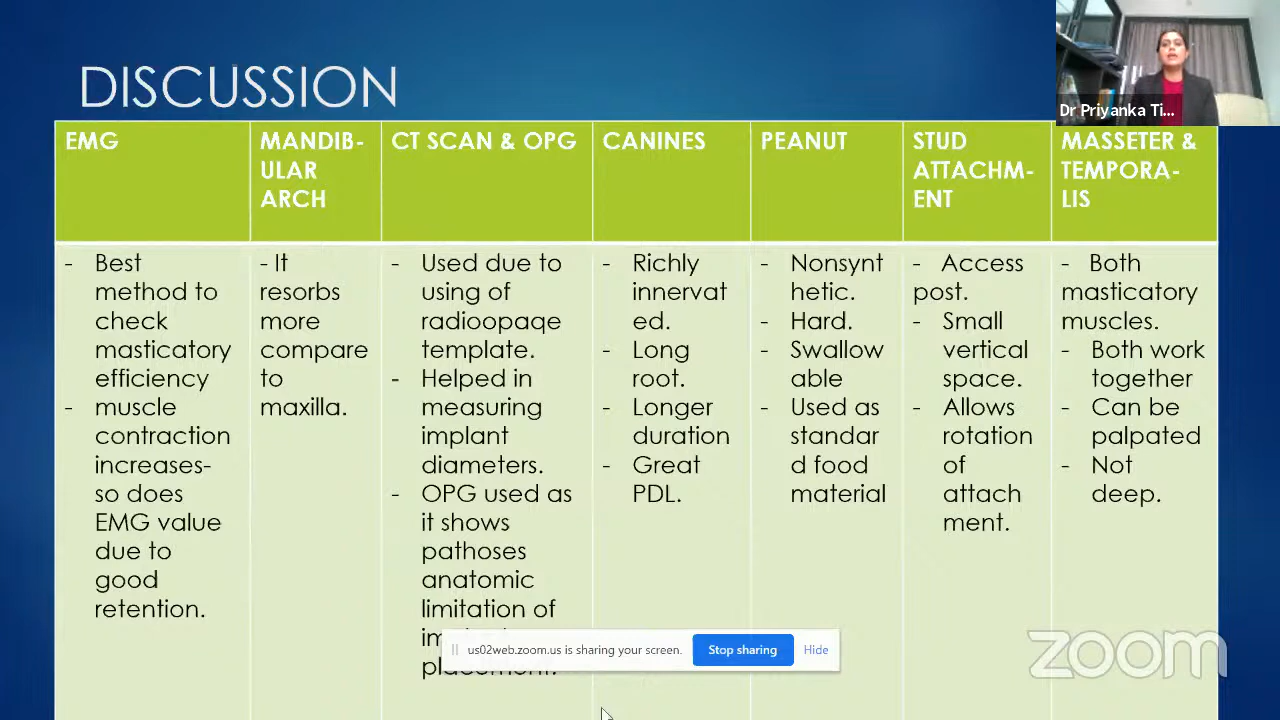 DISCUSSION
Dr Priyanka Ti...
EMG
MANDIB-
ULAR
ARCH
CT SCAN & OPG
CANINES
PEANUT
STUD
ATTACHM-
ENT
MASSETER &
TEMPORA-
LIS
- Best
method to
check
masticatory
efficiency
- muscle
contraction
increases-
so does
EMG value
due to
good
retention.
- It
resorbs
more
compare
to
maxilla.
- Used due to
using of
radioopaqe
template.
- Helped in
measuring
implant
diameters.
- OPG used as
it shows
pathoses
anatomic
limitation of
- Richly
innervat
ed.
- Long
root.
- Longer
duration
- Great
PDL.
- Nonsynt
hetic.
- Hard.
- Swallow
able
- Used as
standar
d food
material
- Access
post.
- Small
vertical
space.
- Allows
rotation
of
attach
ment.
- Both
masticatory
muscles.
- Both work
together
- Can be
palpated
- Not
deep.
us02web.zoom.us is sharing your screen.
Stop sharing
Hide
zoom